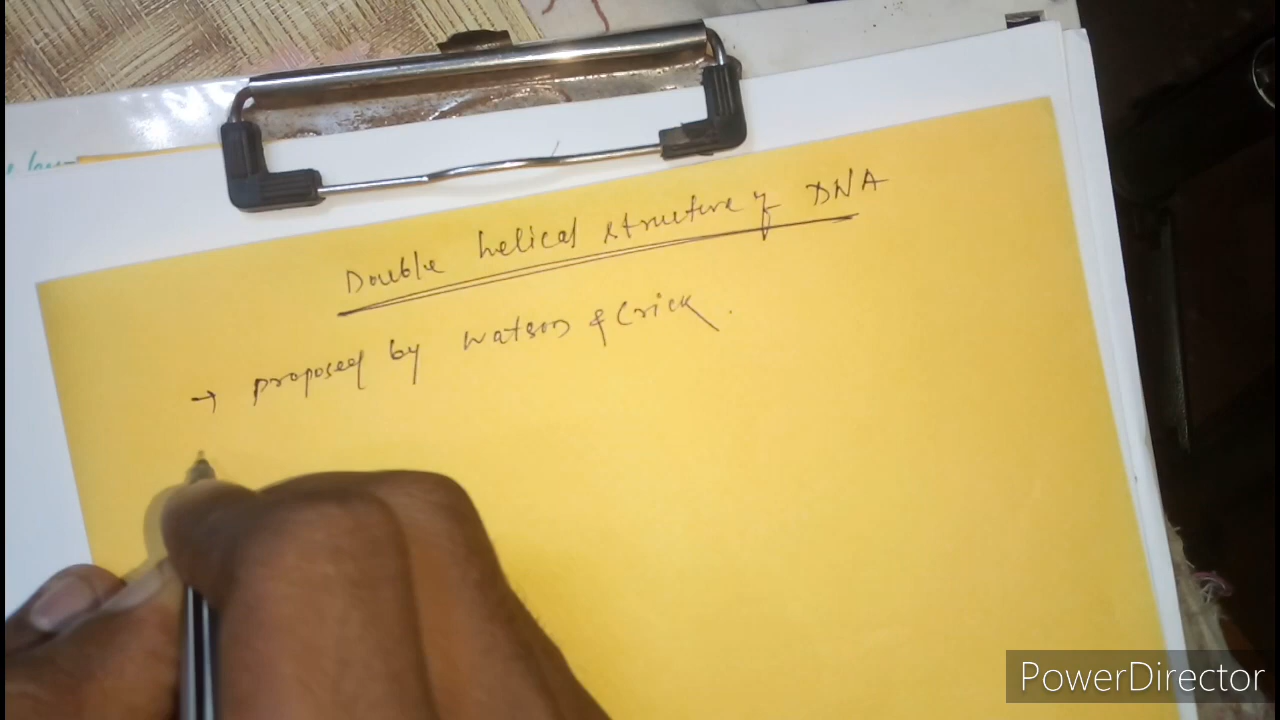 Double helical structure of DNA
→ proposed by Watson & Crick.
PowerDirector